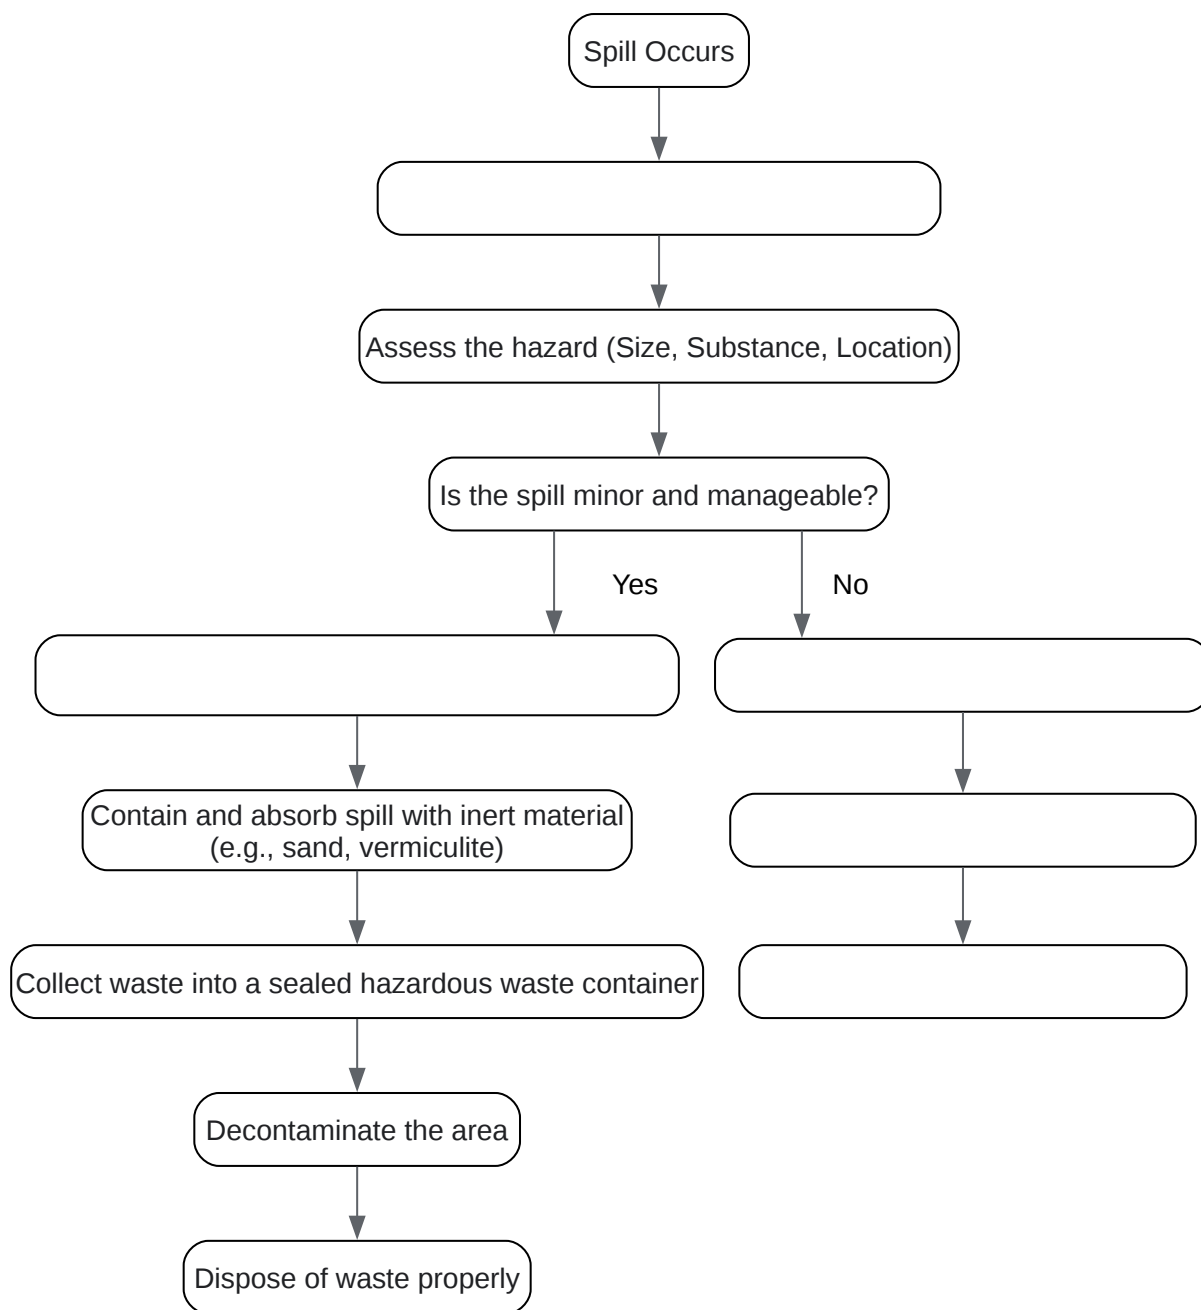 Spill Occurs
Assess the hazard (Size, Substance, Location)
Is the spill minor and manageable?
Yes
No
Contain and absorb spill with inert material
(e.g., sand, vermiculite)
Collect waste into a sealed hazardous waste container
Decontaminate the area
Dispose of waste properly